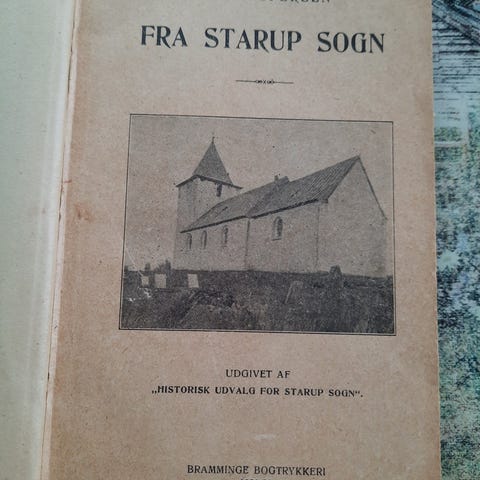 FRA STARUP SOGN
UDGIVET AF
„HISTORISK UDVALG FOR STARUP SOGN".
BRAMMINGE BOGTRYKKERI